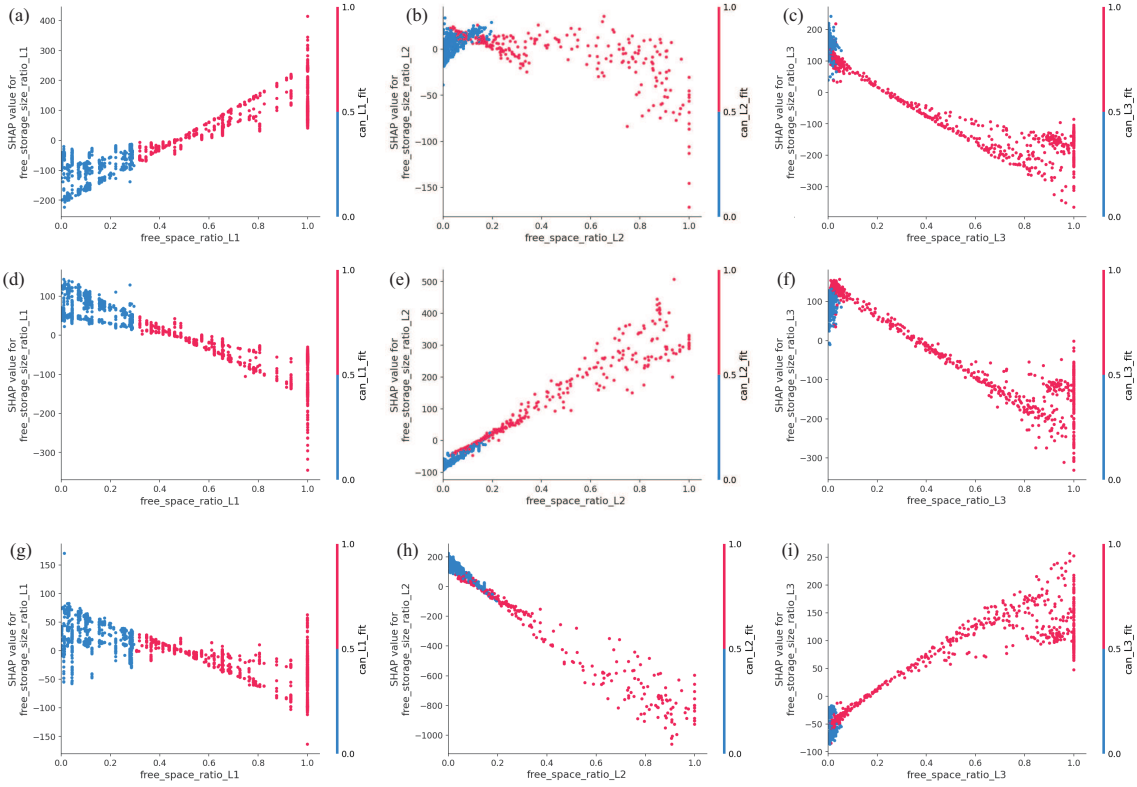 (a)
400
300
200
100
0
−100
−200
0.0 0.2 0.4 0.6 0.8 1.0
free_space_ratio_L1
SHAP value for
free_storage_size_ratio_L1
1.0
0.5
0.0
can_L1_fit
(b)
0
−50
−100
−150
0.0 0.2 0.4 0.6 0.8 1.0
free_space_ratio_L2
SHAP value for
free_storage_size_ratio_L2
1.0
0.5
0.0
can_L2_fit
(c)
200
100
0
−100
−200
−300
0.0 0.2 0.4 0.6 0.8 1.0
free_space_ratio_L3
SHAP value for
free_storage_size_ratio_L3
1.0
0.5
0.0
can_L3_fit
(d)
100
0
−100
−200
−300
0.0 0.2 0.4 0.6 0.8 1.0
free_space_ratio_L1
SHAP value for
free_storage_size_ratio_L1
1.0
0.5
0.0
can_L1_fit
(e)
500
400
300
200
100
0
−100
0.0 0.2 0.4 0.6 0.8 1.0
free_space_ratio_L2
SHAP value for
free_storage_size_ratio_L2
1.0
0.5
0.0
can_L2_fit
(f)
100
0
−100
−200
−300
0.0 0.2 0.4 0.6 0.8 1.0
free_space_ratio_L3
SHAP value for
free_storage_size_ratio_L3
1.0
0.5
0.0
can_L3_fit
(g)
150
100
50
0
−50
−100
−150
0.0 0.2 0.4 0.6 0.8 1.0
free_space_ratio_L1
SHAP value for
free_storage_size_ratio_L1
1.0
0.5
0.0
can_L1_fit
(h)
200
0
−200
−400
−600
−800
−1000
0.0 0.2 0.4 0.6 0.8 1.0
free_space_ratio_L2
SHAP value for
free_storage_size_ratio_L2
1.0
0.5
0.0
can_L2_fit
(i)
250
200
150
100
50
0
−50
−100
0.0 0.2 0.4 0.6 0.8 1.0
free_space_ratio_L3
SHAP value for
free_storage_size_ratio_L3
1.0
0.5
0.0
can_L3_fit